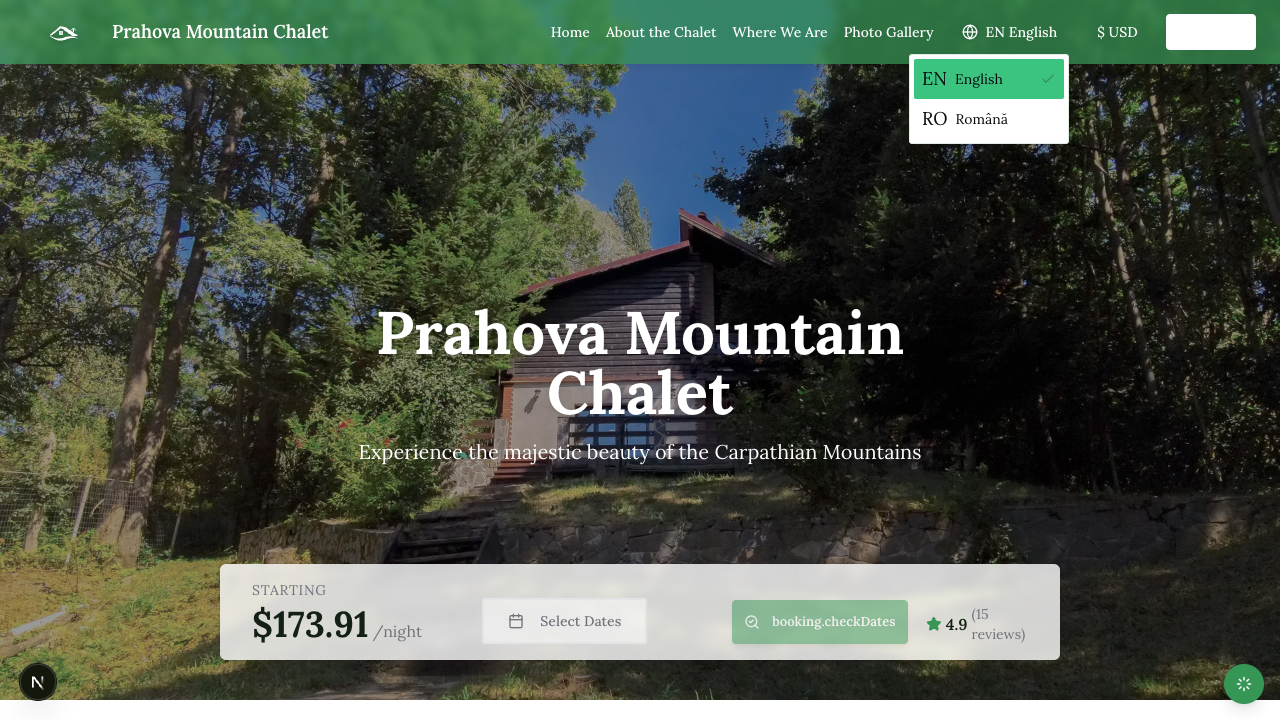 Prahova Mountain Chalet
Home
About the Chalet
Where We Are
Photo Gallery
EN English
$ USD
EN English
RO Română
Prahova Mountain
Chalet
Experience the majestic beauty of the Carpathian Mountains
STARTING
$173.91 /night
Select Dates
booking.checkDates
4.9
(15
reviews)
N